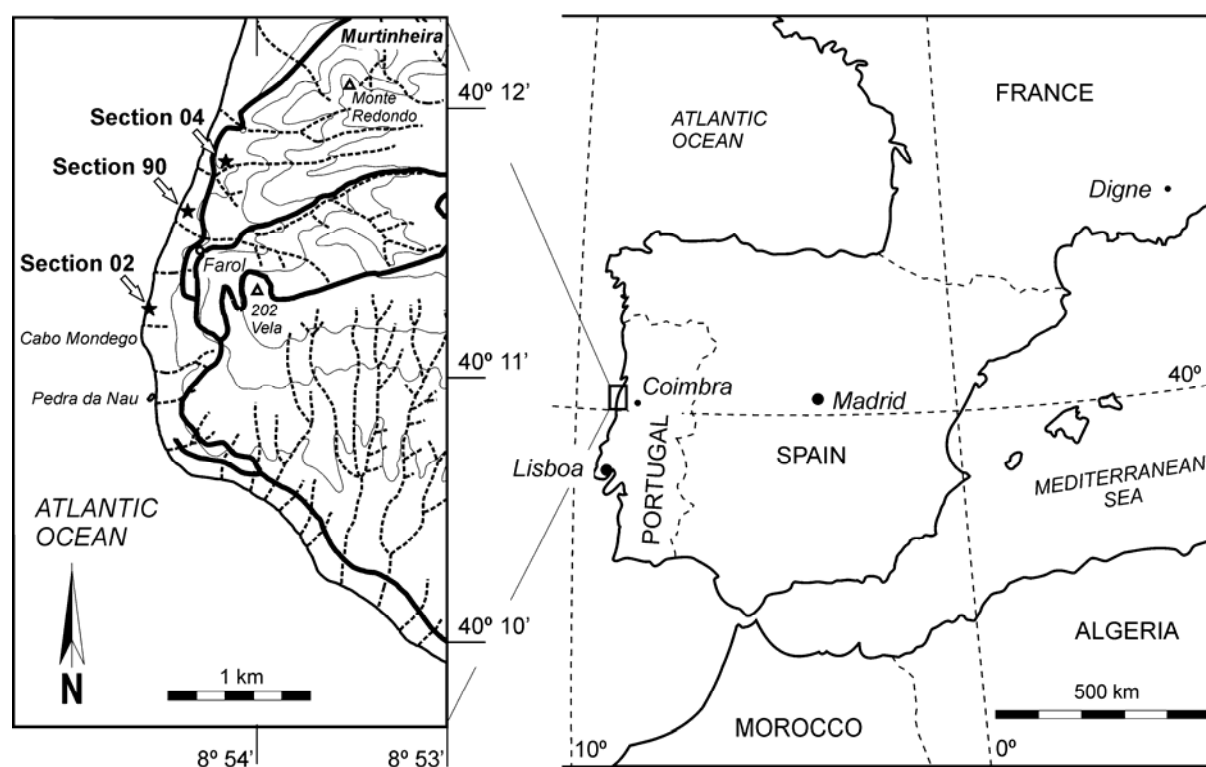 Murtinheira
Monte
Redondo
40º 12'
Section 04
Section 90
Farol
Section 02
202
Vela
Cabo Mondego
40º 11'
Pedra da Nau
ATLANTIC
OCEAN
40º 10'
N
1 km
8º 54'
8º 53'
FRANCE
ATLANTIC
OCEAN
Digne
40º
Coimbra
Madrid
SPAIN
PORTUGAL
Lisboa
MEDITERRANEAN
SEA
ALGERIA
500 km
MOROCCO
10º
0º